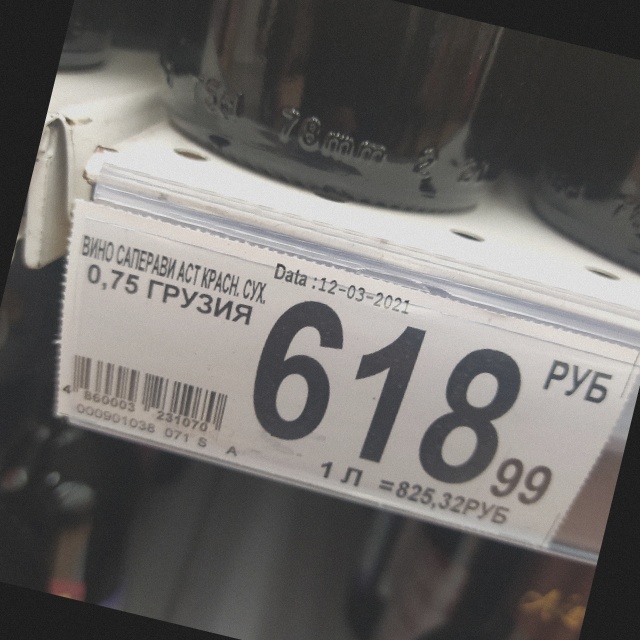 78mm
ВИНО САПЕРАВИ АСТ КРАСН. СУХ.
0,75 ГРУЗИЯ
Data :12-03-2021
618 99 РУБ
4 860003 231070
000901038 071 S A
1 Л =825,32РУБ